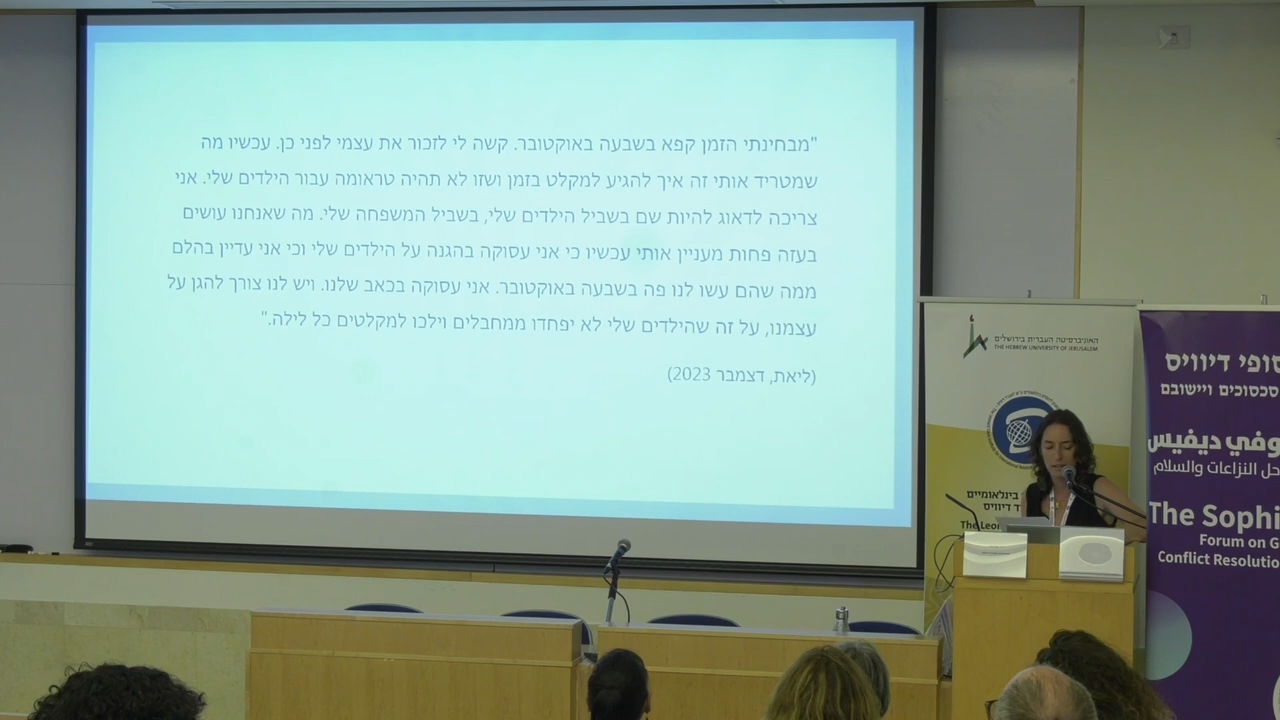 "מבחינתי הזמן קפא בשבעה באוקטובר. קשה לי לזכור את עצמי לפני כן. עכשיו מה
שמטריד אותי זה איך להגיע למקלט בזמן ושזו לא תהיה טראומה עבור הילדים שלי. אני
צריכה לדאוג להיות שם בשביל הילדים שלי, בשביל המשפחה שלי. מה שאנחנו עושים
בעזה פחות מעניין אותי עכשיו כי אני עסוקה בהגנה על הילדים שלי וכי אני עדיין בהלם
ממה שהם עשו לנו פה בשבעה באוקטובר. אני עסוקה בכאב שלנו. ויש לנו צורך להגן על
עצמנו, על זה שהילדים שלי לא יפחדו ממחבלים וילכו למקלטים כל לילה."
(ליאת, דצמבר 2023)
האוניברסיטה העברית בירושלים
THE HEBREW UNIVERSITY OF JERUSALEM
בינלאומיים
ד דיוויס
The Leon
סופי דיוויס
סכסוכים ויישובם
وفي ديفيس
حل النزاعات والسلام
The Sophi
Forum on G
Conflict Resolutio